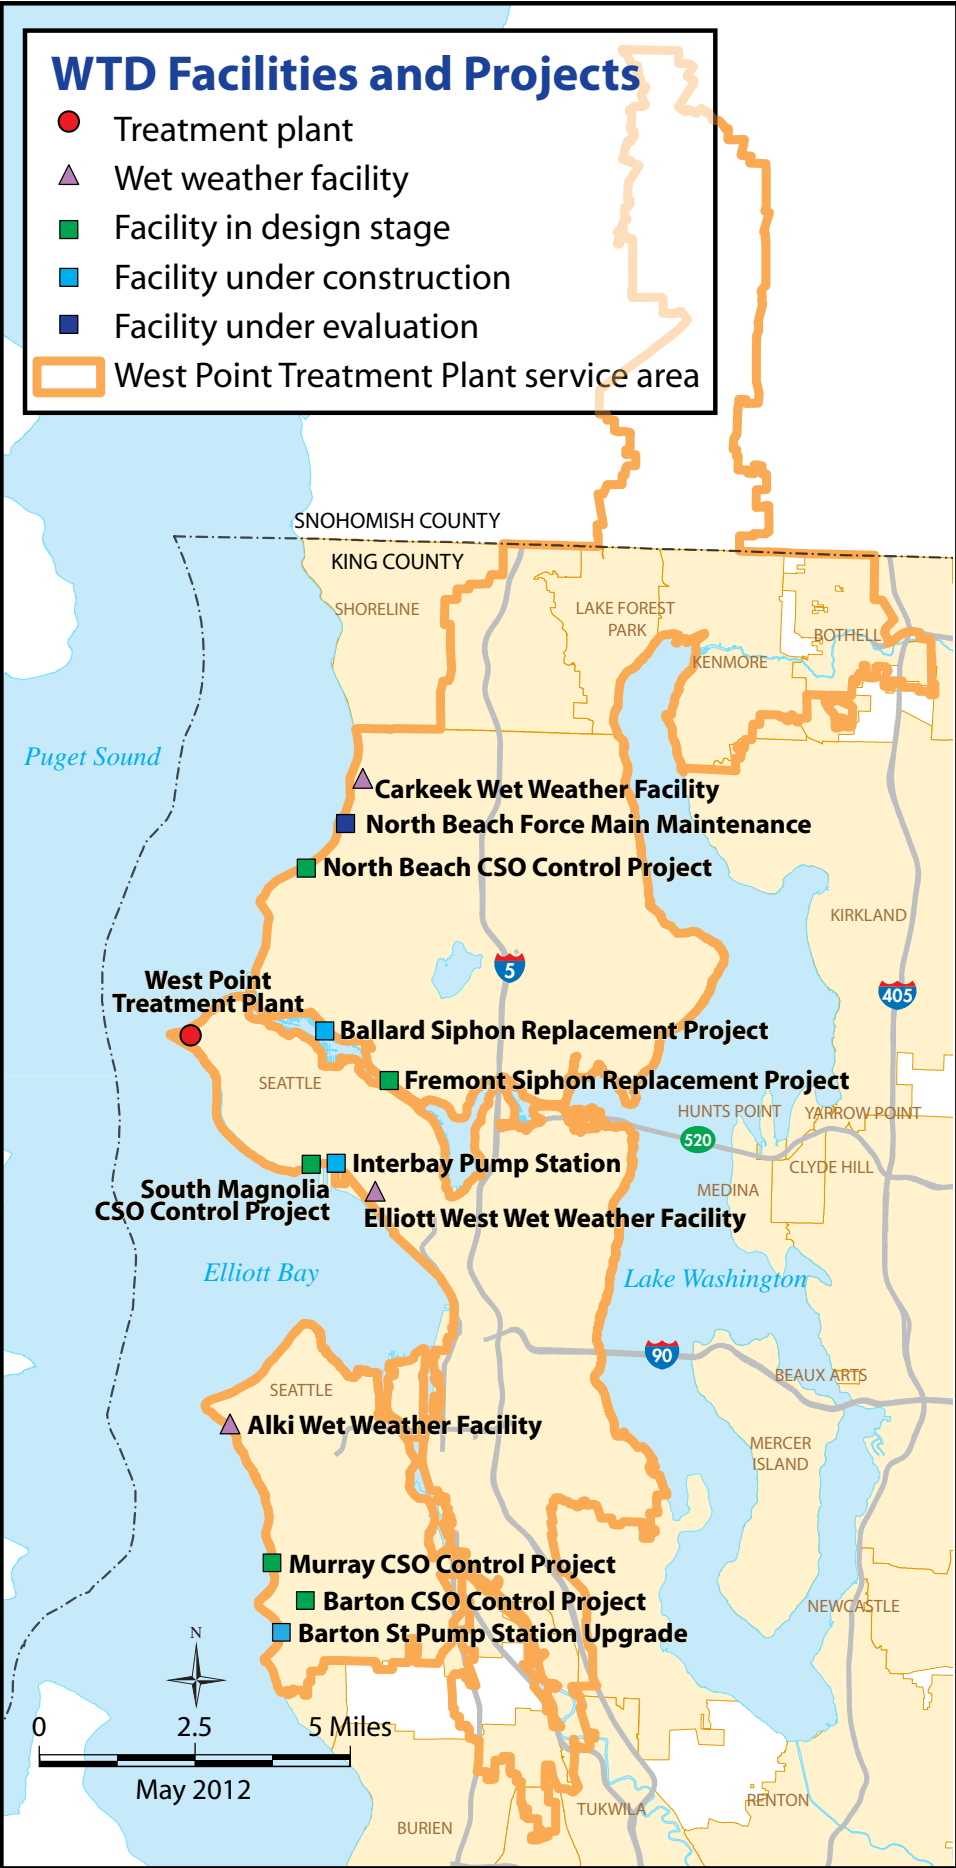 WTD Facilities and Projects
Treatment plant
Wet weather facility
Facility in design stage
Facility under construction
Facility under evaluation
West Point Treatment Plant service area
SNOHOMISH COUNTY
KING COUNTY
SHORELINE
LAKE FOREST
PARK
BOTHELL
KENMORE
Puget Sound
Carkeek Wet Weather Facility
North Beach Force Main Maintenance
North Beach CSO Control Project
KIRKLAND
5
405
West Point
Treatment Plant
Ballard Siphon Replacement Project
SEATTLE
Fremont Siphon Replacement Project
HUNTS POINT
YARROW POINT
520
CLYDE HILL
Interbay Pump Station
South Magnolia
CSO Control Project
MEDINA
Elliott West Wet Weather Facility
Elliott Bay
Lake Washington
90
BEAUX ARTS
SEATTLE
Alki Wet Weather Facility
MERCER
ISLAND
Murray CSO Control Project
Barton CSO Control Project
NEWCASTLE
Barton St Pump Station Upgrade
N
0 2.5 5 Miles
May 2012
RENTON
TUKWILA
BURIEN